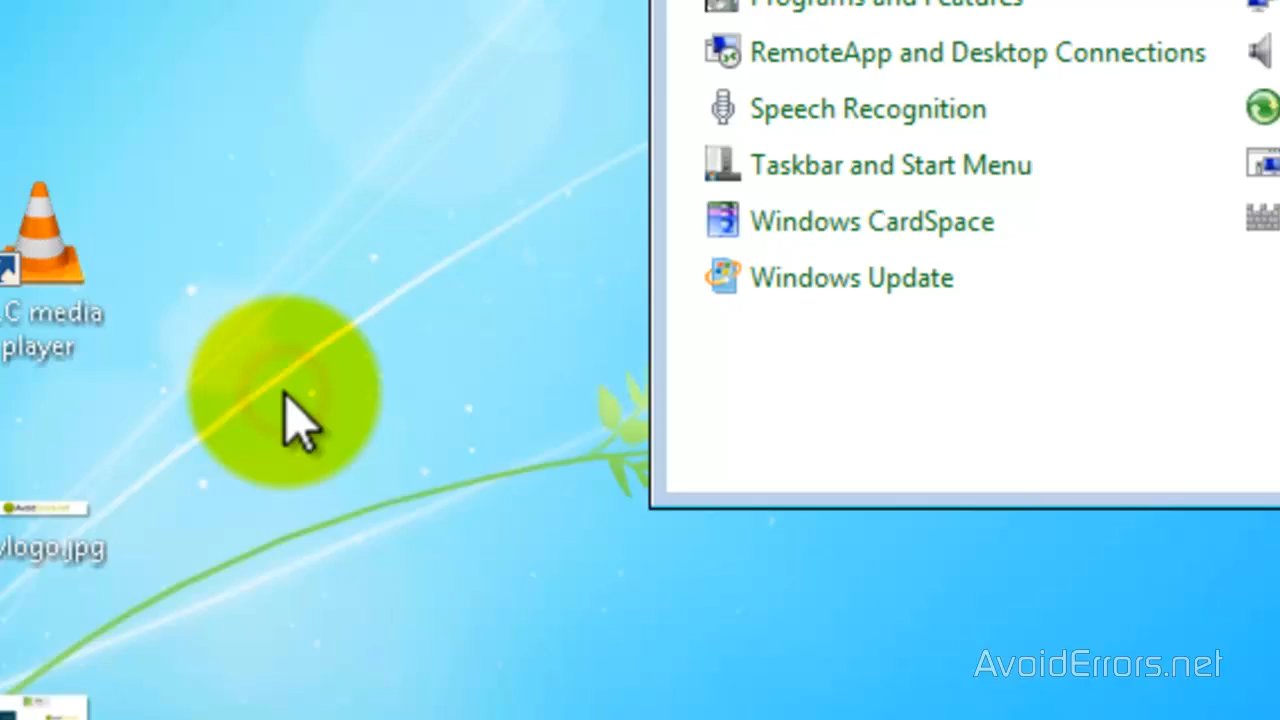 Programs and Features
RemoteApp and Desktop Connections
Speech Recognition
Taskbar and Start Menu
Windows CardSpace
Windows Update
C media
player
logo.jpg
AvoidErrors.net